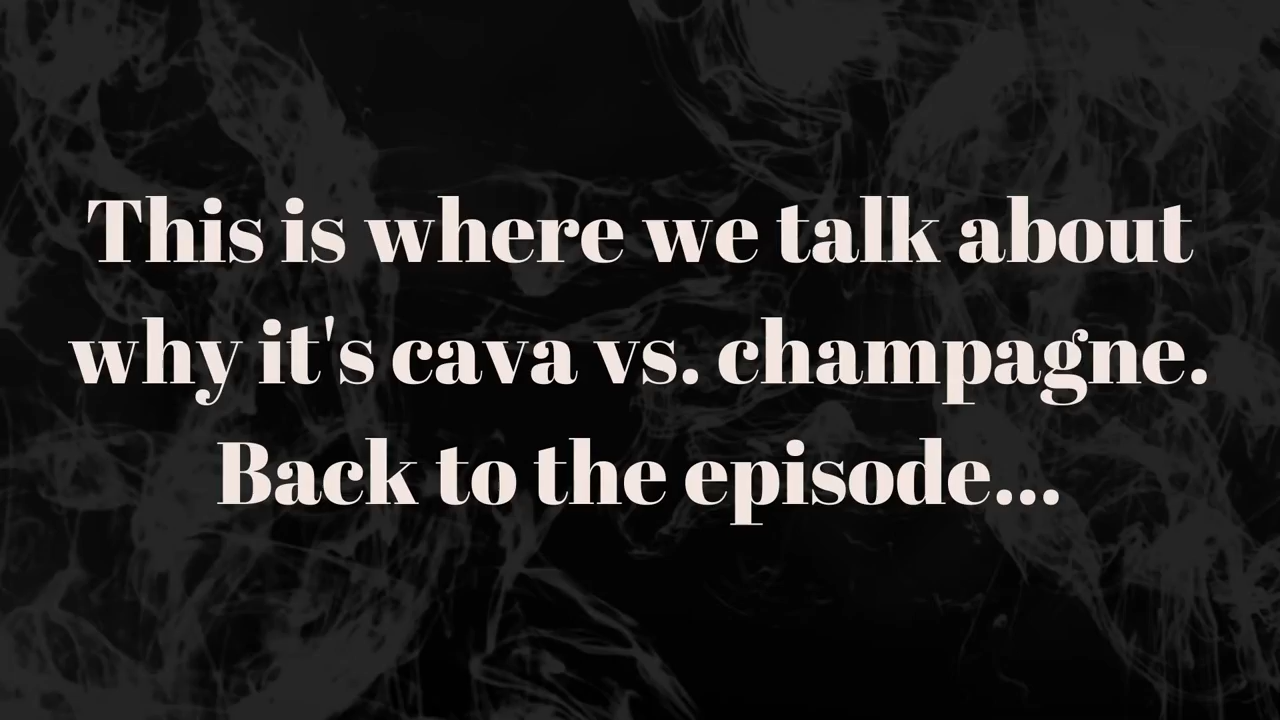 This is where we talk about
why it's cava vs. champagne.
Back to the episode...